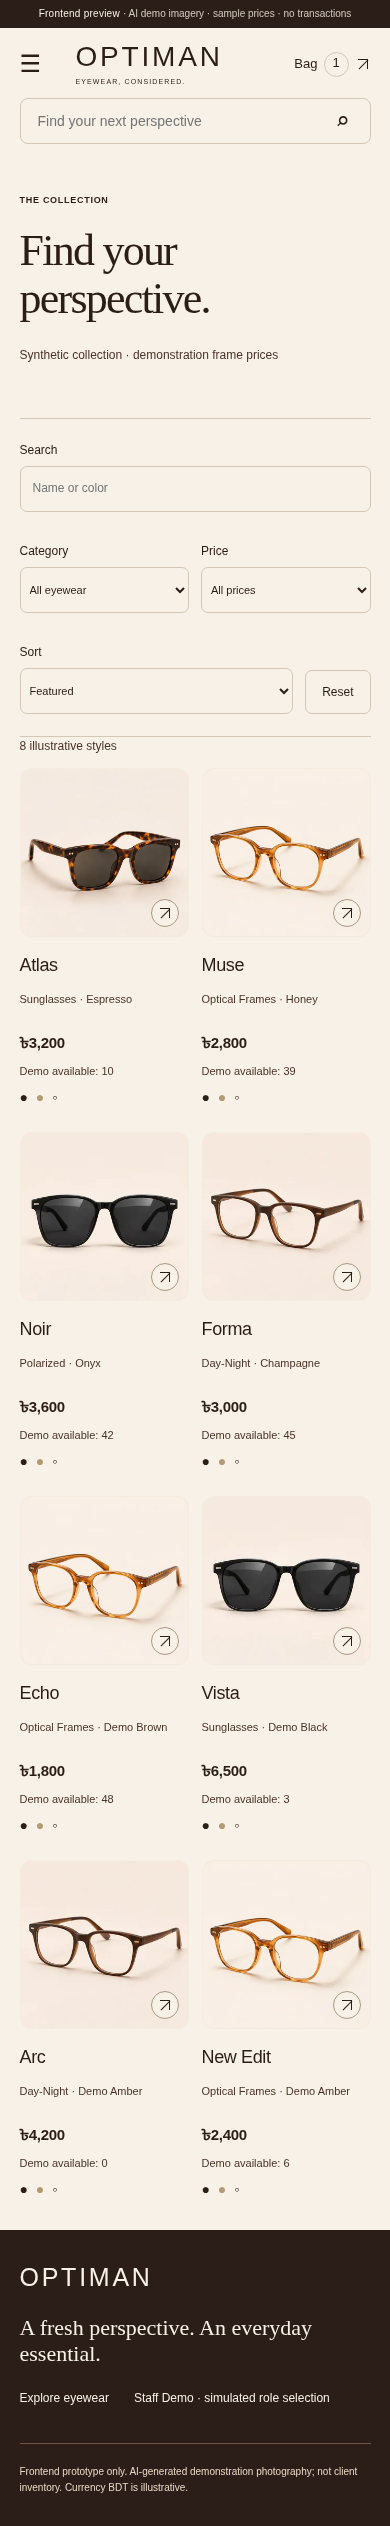 Frontend preview · AI demo imagery · sample prices · no transactions
OPTIMAN
EYEWEAR, CONSIDERED.
Bag 1
Find your next perspective
THE COLLECTION
Find your
perspective.
Synthetic collection · demonstration frame prices
Search
Name or color
Category Price
All eyewear All prices
Sort
Featured Reset
8 illustrative styles
Atlas Muse
Sunglasses · Espresso Optical Frames · Honey
৳3,200 ৳2,800
Demo available: 10 Demo available: 39
Noir Forma
Polarized · Onyx Day-Night · Champagne
৳3,600 ৳3,000
Demo available: 42 Demo available: 45
Echo Vista
Optical Frames · Demo Brown Sunglasses · Demo Black
৳1,800 ৳6,500
Demo available: 48 Demo available: 3
Arc New Edit
Day-Night · Demo Amber Optical Frames · Demo Amber
৳4,200 ৳2,400
Demo available: 0 Demo available: 6
OPTIMAN
A fresh perspective. An everyday
essential.
Explore eyewear Staff Demo · simulated role selection
Frontend prototype only. AI-generated demonstration photography; not client
inventory. Currency BDT is illustrative.